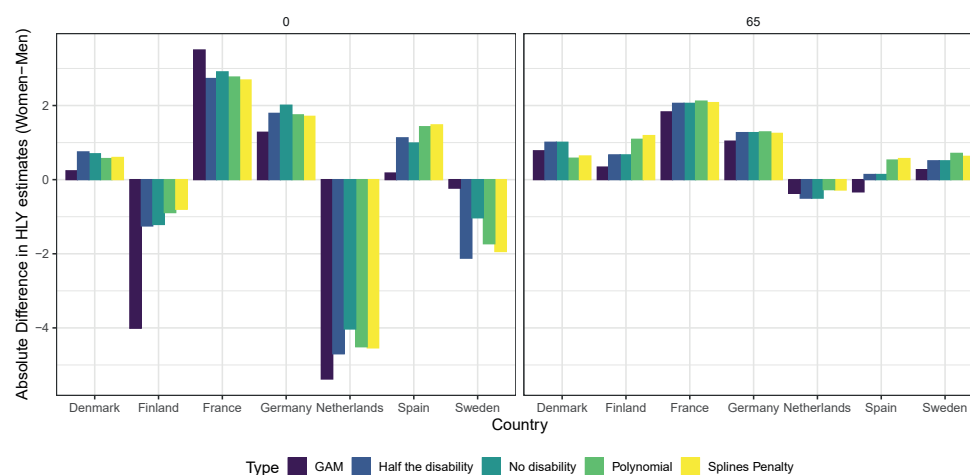 0
65
Absolute Difference in HLY estimates (Women−Men)
2
0
−2
−4
Denmark Finland France Germany Netherlands Spain Sweden
Denmark Finland France Germany Netherlands Spain Sweden
Country
Type GAM Half the disability No disability Polynomial Splines Penalty